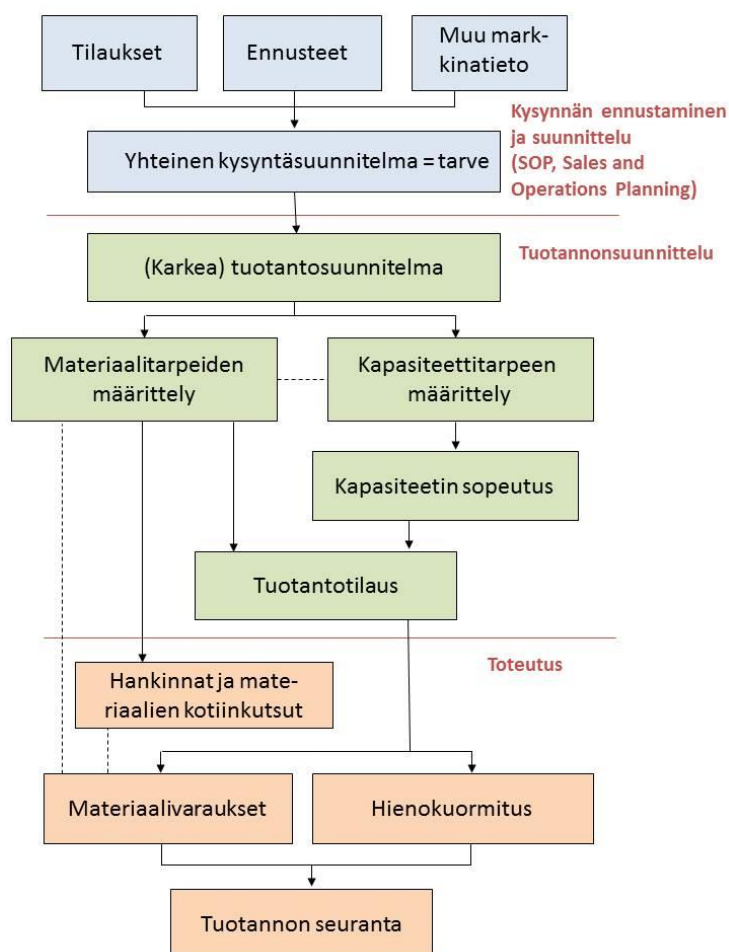 Tilaukset
Ennusteet
Muu mark-
kinatieto
Kysynnän ennustaminen
ja suunnittelu
(SOP, Sales and
Operations Planning)
Yhteinen kysyntäsuunnitelma = tarve
Tuotannonsuunnittelu
(Karkea) tuotantosuunnitelma
Materiaalitarpeiden
määrittely
Kapasiteettitarpeen
määrittely
Kapasiteetin sopeutus
Tuotantotilaus
Toteutus
Hankinnat ja mate-
riaalien kotiinkutsut
Materiaalivaraukset
Hienokuormitus
Tuotannon seuranta